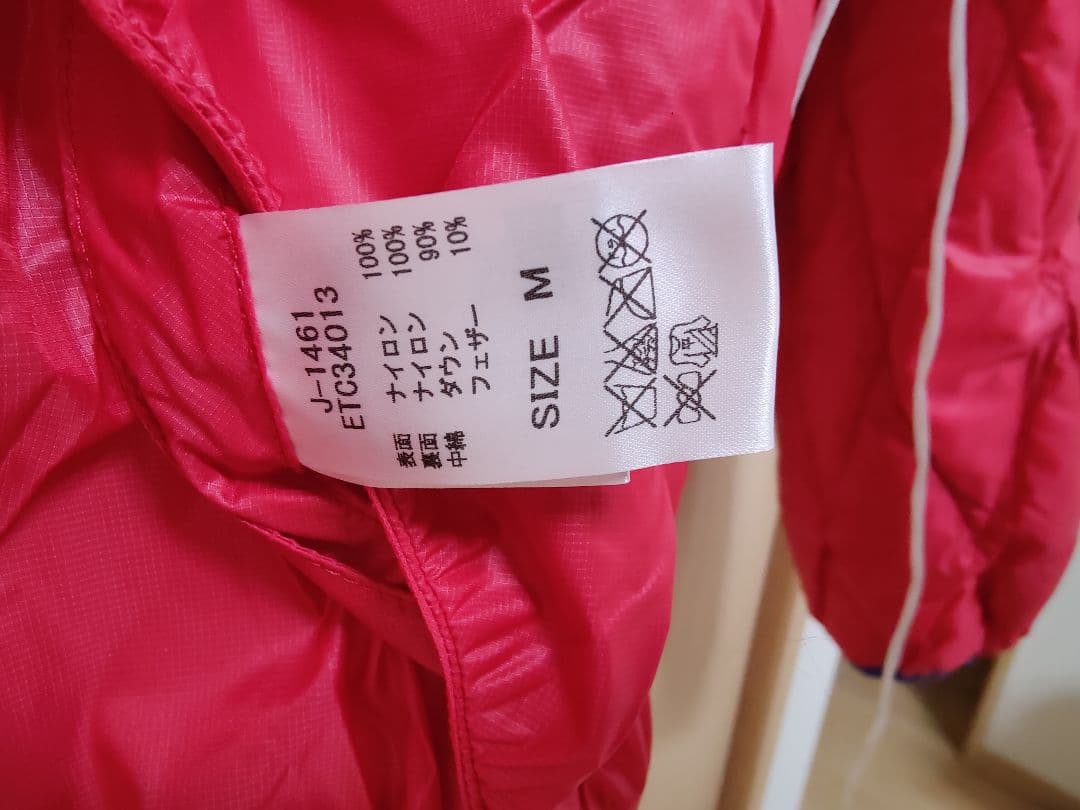 J-1461
ETC34013
表面 ナイロン 100%
裏面 ナイロン 100%
中綿 ダウン 90%
フェザー 10%
SIZE M